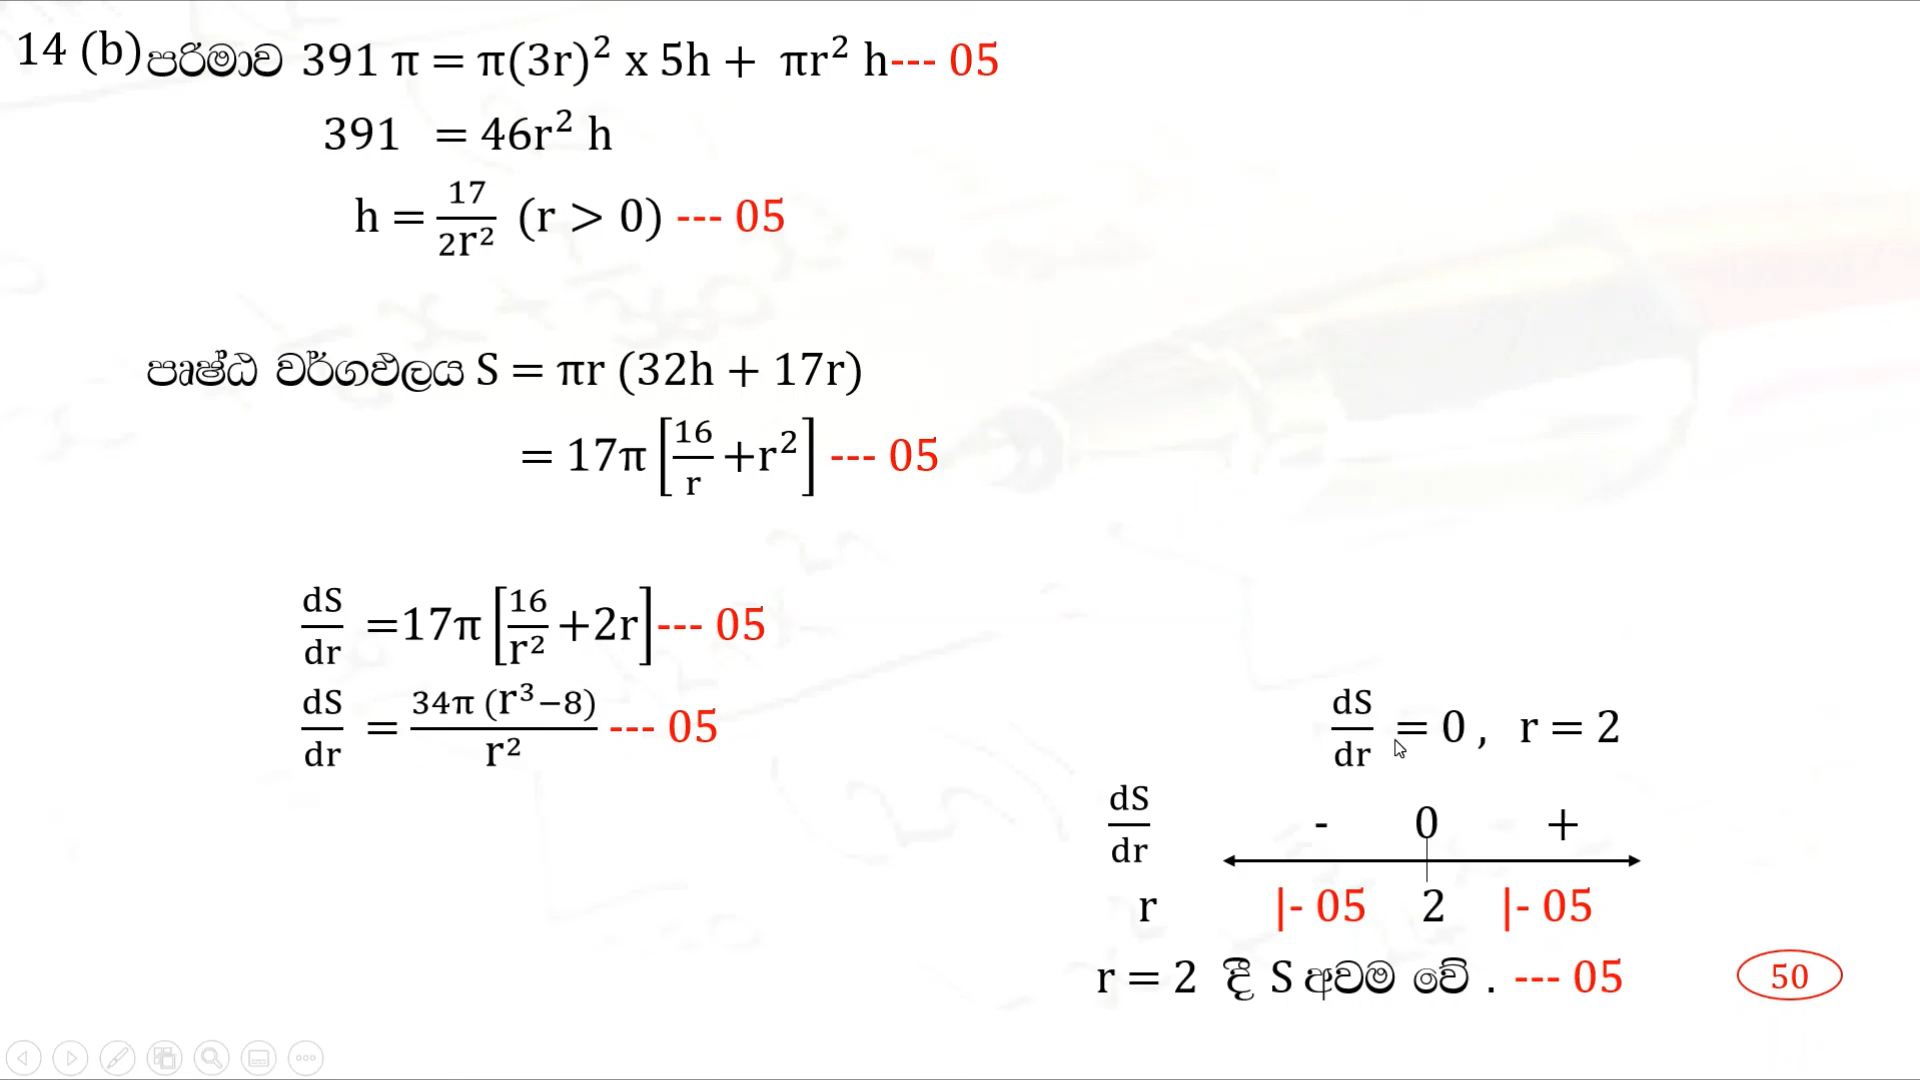 14 (b) පරිමාව 391 π = π(3r)² x 5h + πr² h--- 05
391 = 46r² h
h = 17/2r² (r > 0) --- 05
පෘෂ්ඨ වර්ගඵලය S = πr (32h + 17r)
= 17π [16/r +r²] --- 05
dS/dr =17π [16/r² +2r]--- 05
dS/dr = 34π (r³−8)/r² --- 05
dS/dr = 0 , r = 2
dS/dr - 0 +
r |- 05 2 |- 05
r = 2 දී S අවම වේ . --- 05
50